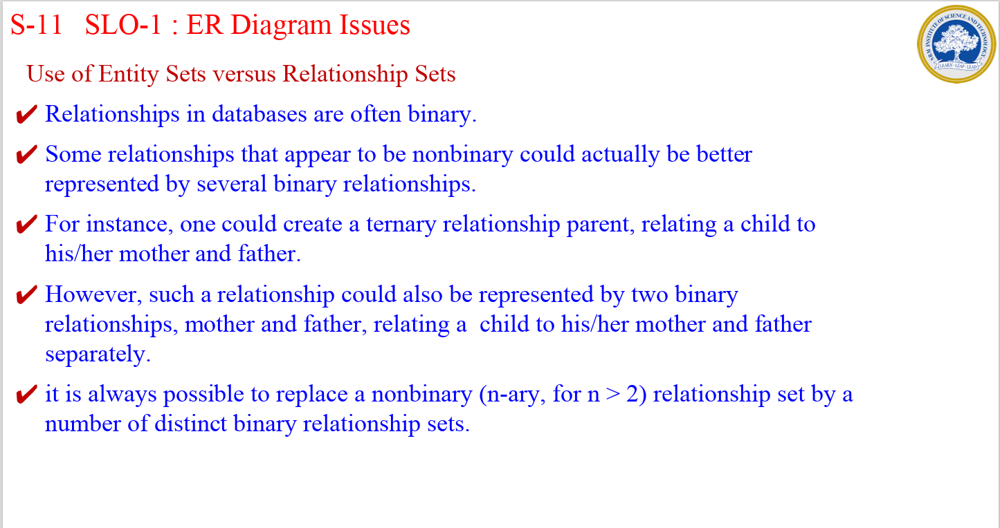 S-11 SLO-1 : ER Diagram Issues
SRM INSTITUTE OF SCIENCE AND TECHNOLOGY
LEARN - LEAP - LEAD
Use of Entity Sets versus Relationship Sets
✔ Relationships in databases are often binary.
✔ Some relationships that appear to be nonbinary could actually be better
represented by several binary relationships.
✔ For instance, one could create a ternary relationship parent, relating a child to
his/her mother and father.
✔ However, such a relationship could also be represented by two binary
relationships, mother and father, relating a child to his/her mother and father
separately.
✔ it is always possible to replace a nonbinary (n-ary, for n > 2) relationship set by a
number of distinct binary relationship sets.